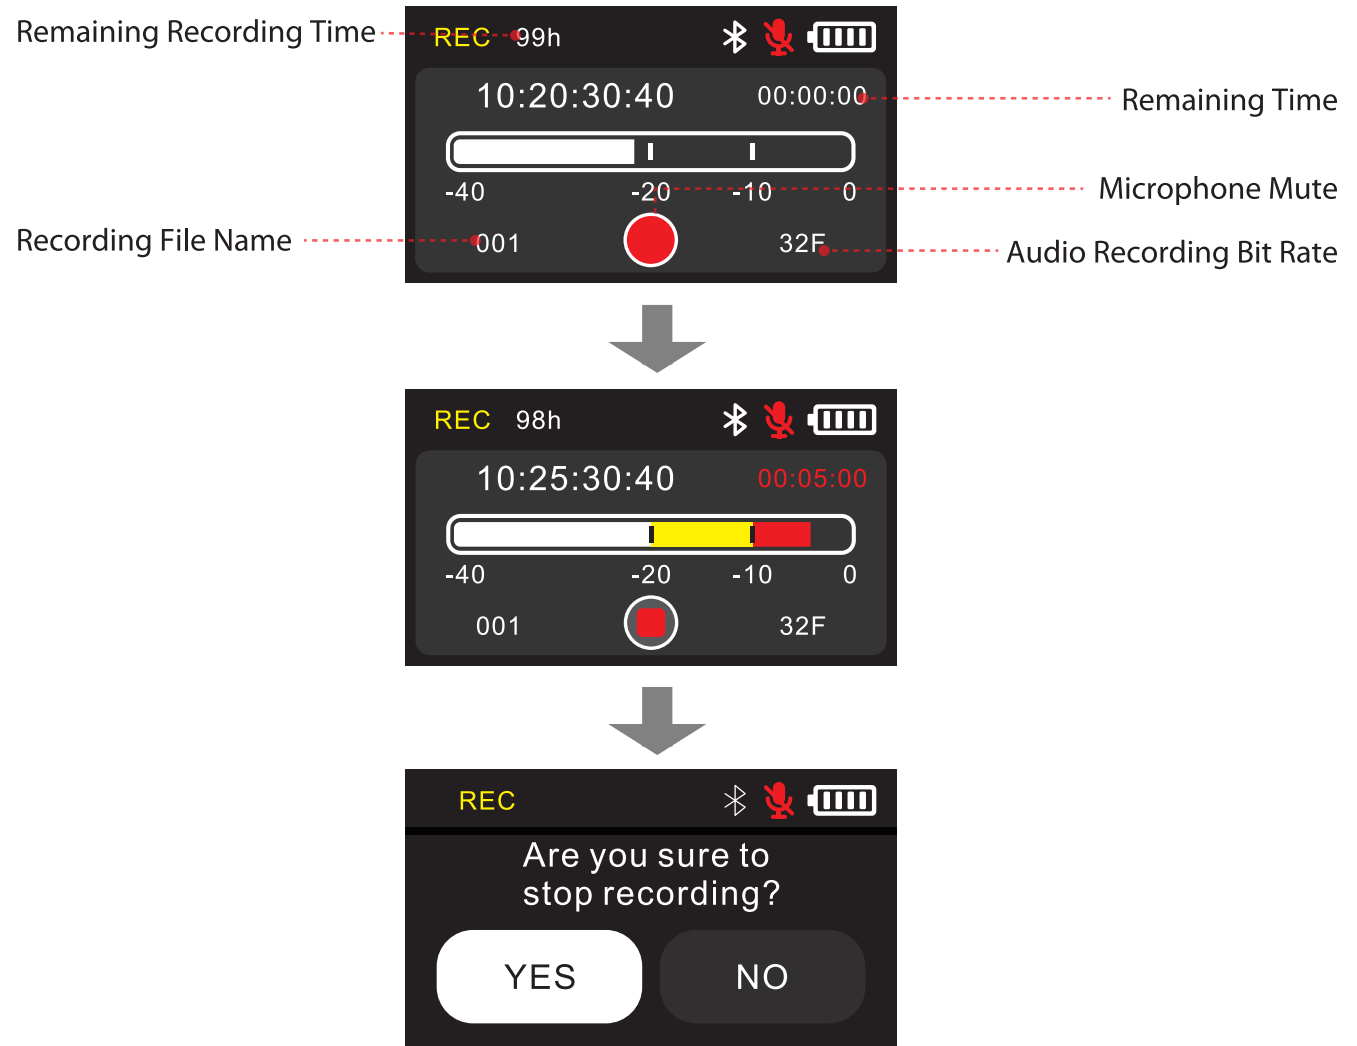 Remaining Recording Time
REC 99h
10:20:30:40 00:00:00
Remaining Time
-40 -20 -10 0
Microphone Mute
Recording File Name
001 32F
Audio Recording Bit Rate
REC 98h
10:25:30:40 00:05:00
-40 -20 -10 0
001 32F
REC
Are you sure to
stop recording?
YES NO